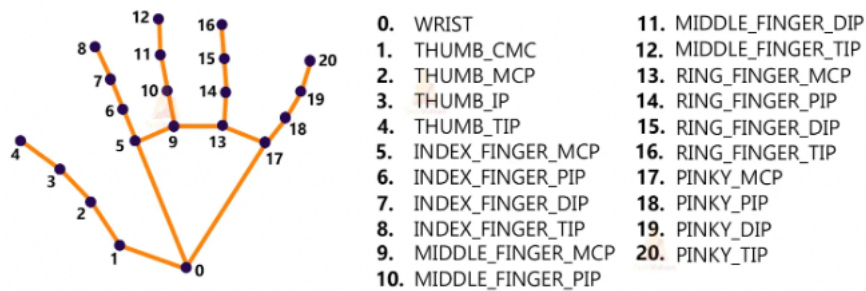 12
16
8
11
15
20
7
10
14
19
6
18
4
5
9
13
17
3
2
1
0
0. WRIST
1. THUMB_CMC
2. THUMB_MCP
3. THUMB_IP
4. THUMB_TIP
5. INDEX_FINGER_MCP
6. INDEX_FINGER_PIP
7. INDEX_FINGER_DIP
8. INDEX_FINGER_TIP
9. MIDDLE_FINGER_MCP
10. MIDDLE_FINGER_PIP
11. MIDDLE_FINGER_DIP
12. MIDDLE_FINGER_TIP
13. RING_FINGER_MCP
14. RING_FINGER_PIP
15. RING_FINGER_DIP
16. RING_FINGER_TIP
17. PINKY_MCP
18. PINKY_PIP
19. PINKY_DIP
20. PINKY_TIP